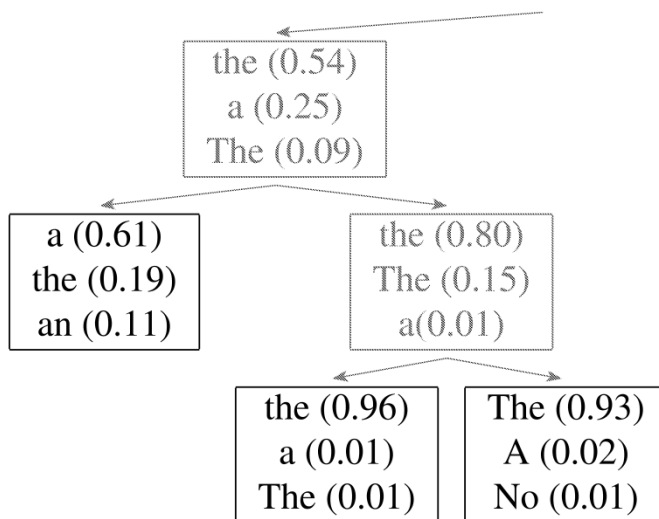 the (0.54)
a (0.25)
The (0.09)
a (0.61)
the (0.19)
an (0.11)
the (0.80)
The (0.15)
a(0.01)
the (0.96)
a (0.01)
The (0.01)
The (0.93)
A (0.02)
No (0.01)